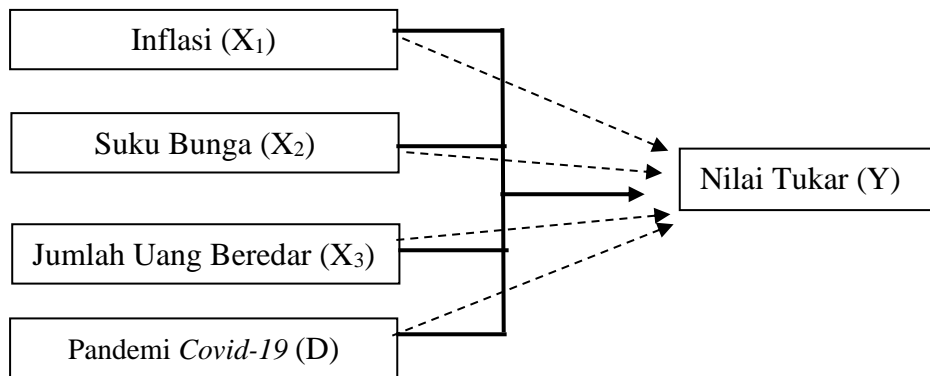 Inflasi (X₁)
Suku Bunga (X₂)
Nilai Tukar (Y)
Jumlah Uang Beredar (X₃)
Pandemi Covid-19 (D)